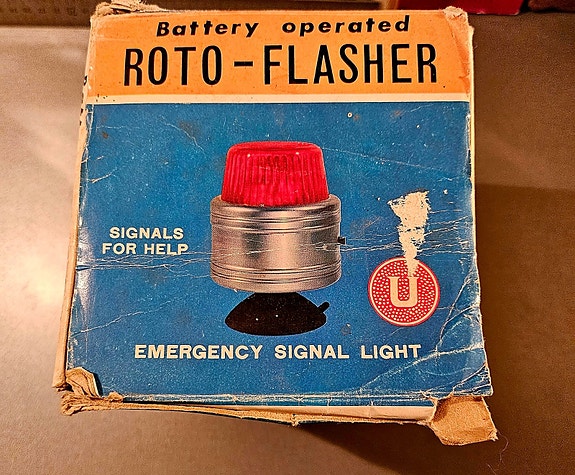 Battery operated
ROTO-FLASHER
SIGNALS
FOR HELP
U
EMERGENCY SIGNAL LIGHT